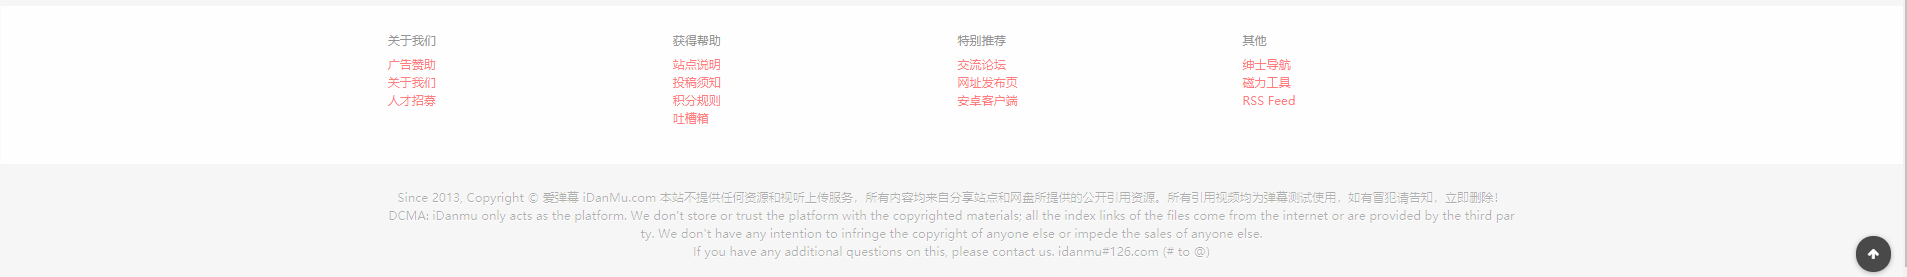 关于我们
广告赞助
关于我们
人才招募
获得帮助
站点说明
投稿须知
积分规则
吐槽箱
特别推荐
交流论坛
网址发布页
安卓客户端
其他
绅士导航
磁力工具
RSS Feed
Since 2013, Copyright © 爱弹幕 iDanMu.com 本站不提供任何资源和视听上传服务，所有内容均来自分享站点和网盘所提供的公开引用资源。所有引用视频均为弹幕测试使用，如有冒犯请告知，立即删除！
DCMA: iDanmu only acts as the platform. We don't store or trust the platform with the copyrighted materials; all the index links of the files come from the internet or are provided by the third par
ty. We don't have any intention to infringe the copyright of anyone else or impede the sales of anyone else.
If you have any additional questions on this, please contact us. idanmu#126.com (# to @)